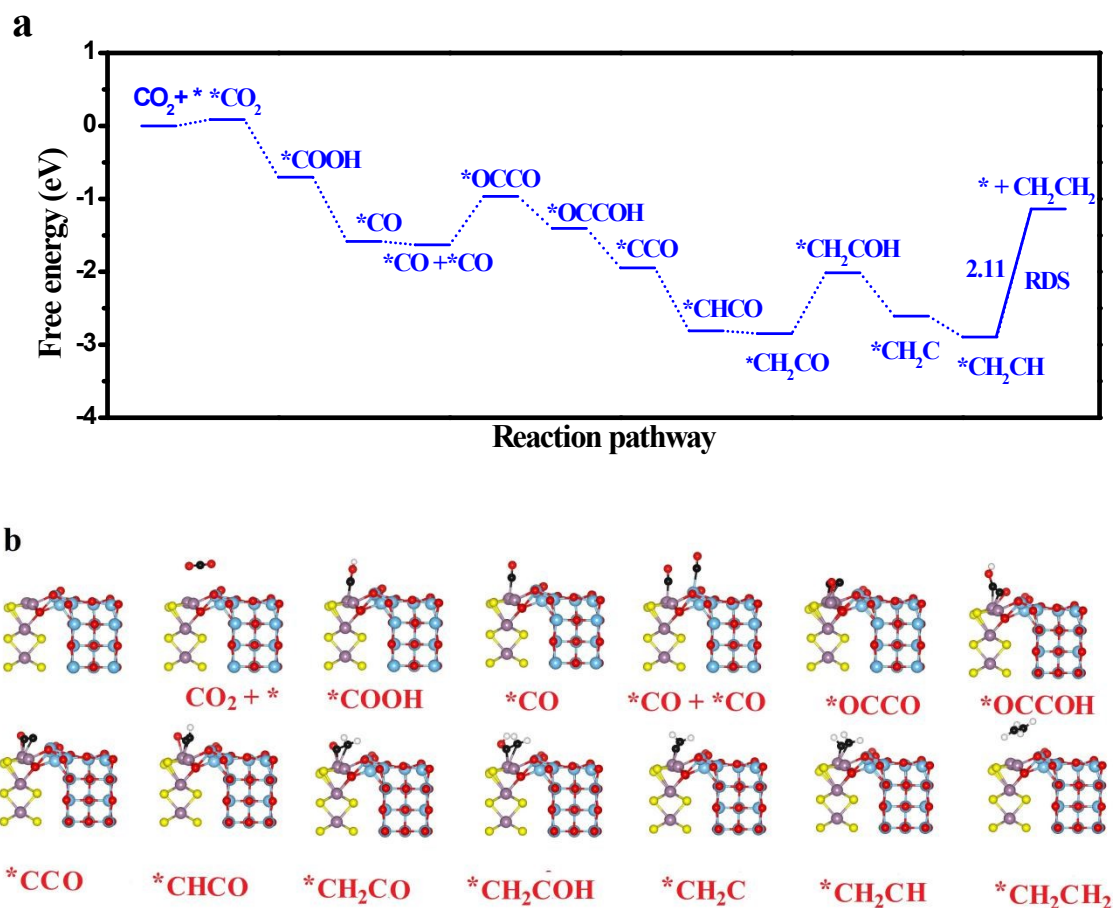 a
1
0
-1
-2
-3
-4
Free energy (eV)
Reaction pathway
CO₂+ *
*CO₂
*COOH
*CO
*CO +*CO
*OCCO
*OCCOH
*CCO
*CHCO
*CH₂CO
*CH₂COH
*CH₂C
*CH₂CH
2.11
RDS
* + CH₂CH₂
b
CO₂ + *
*COOH
*CO
*CO + *CO
*OCCO
*OCCOH
*CCO
*CHCO
*CH₂CO
*CH₂COH
*CH₂C
*CH₂CH
*CH₂CH₂